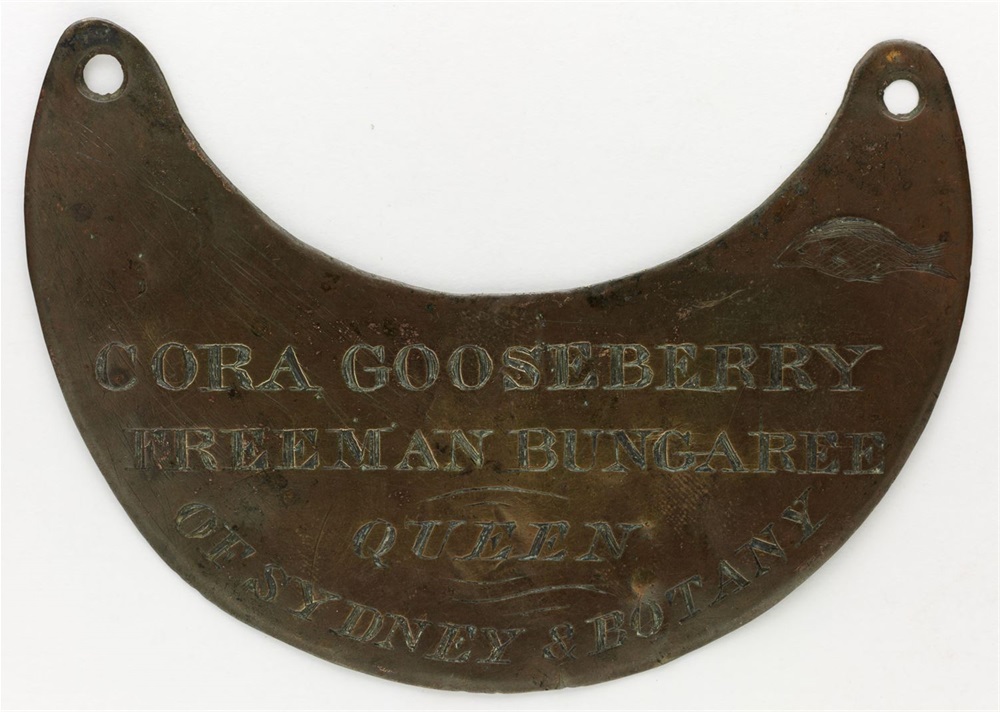 CORA GOOSEBERRY
FREEMAN BUNGAREE
QUEEN
OF SYDNEY & BOTANY